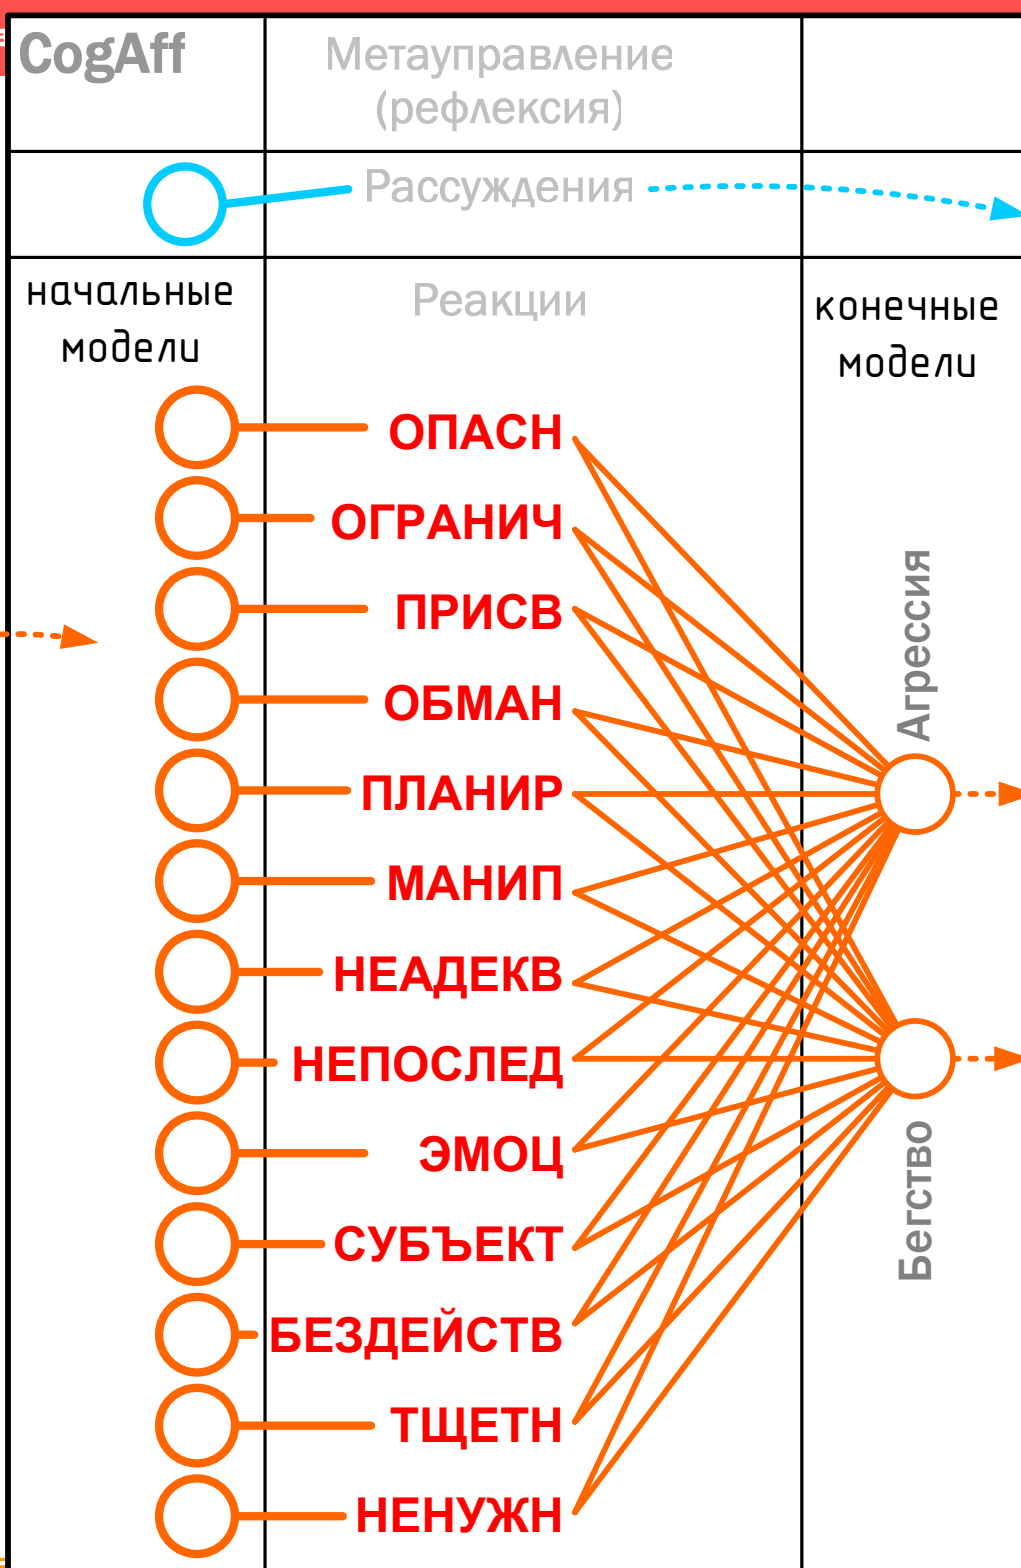 CogAff
Метауправление
(рефлексия)
Рассуждения
начальные
модели
Реакции
конечные
модели
ОПАСН
ОГРАНИЧ
ПРИСВ
ОБМАН
ПЛАНИР
МАНИП
НЕАДЕКВ
НЕПОСЛЕД
ЭМОЦ
СУБЪЕКТ
БЕЗДЕЙСТВ
ТЩЕТН
НЕНУЖН
Агрессия
Бегство